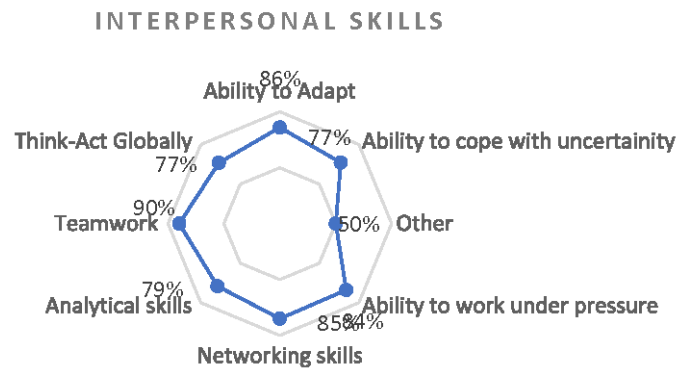 INTERPERSONAL SKILLS
86%
Ability to Adapt
77%
Ability to cope with uncertainity
Think-Act Globally
77%
90%
Teamwork
50%
Other
79%
Analytical skills
Ability to work under pressure
85%
84%
Networking skills